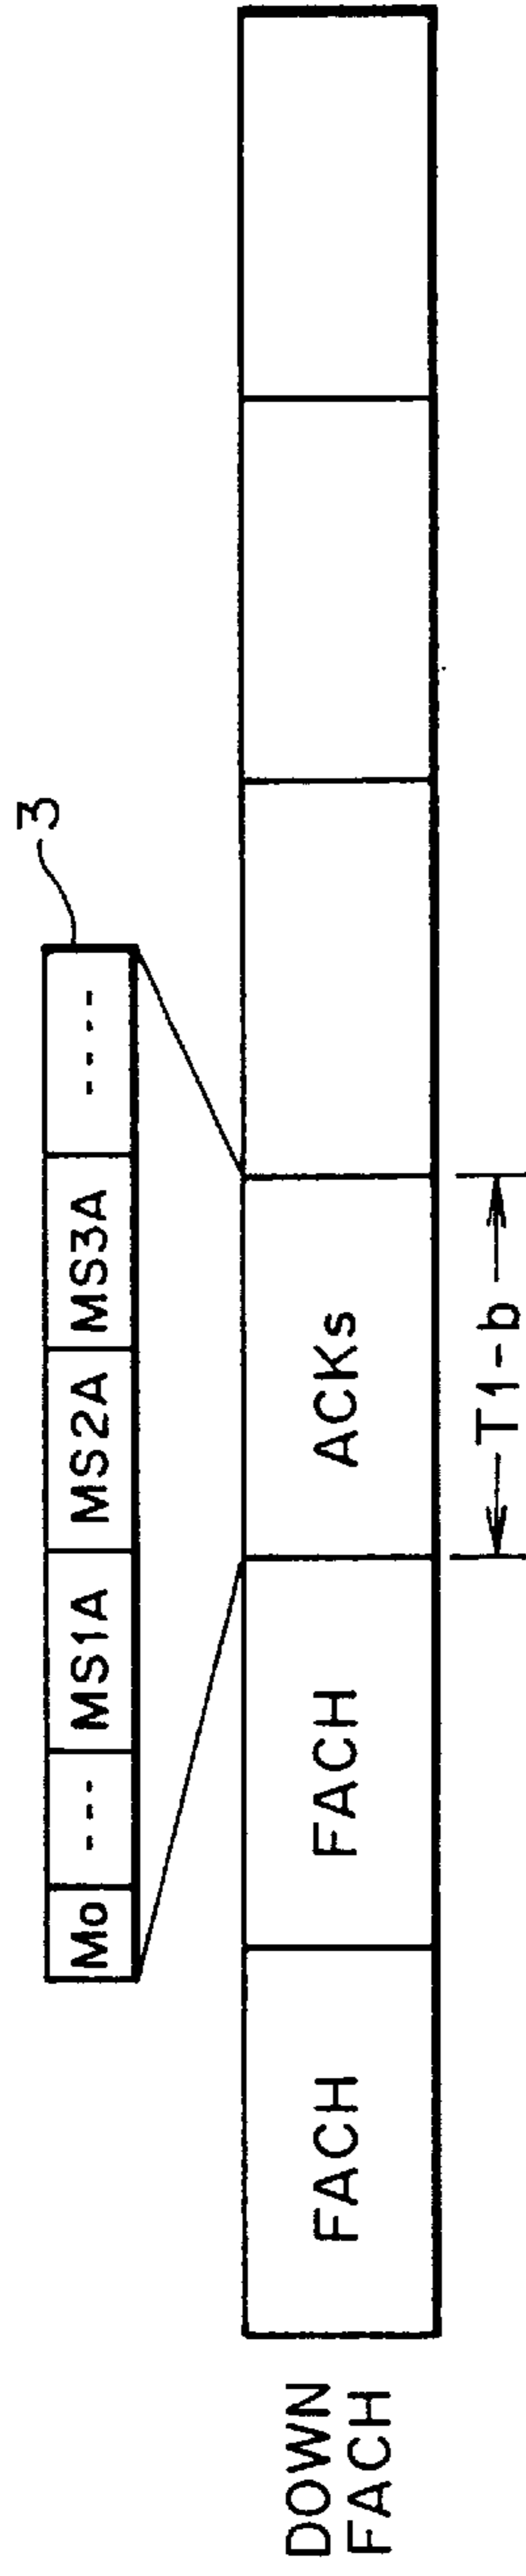 3
Mo --- MS1A MS2A MS3A ----
DOWN
FACH
FACH FACH ACKs
T1-b